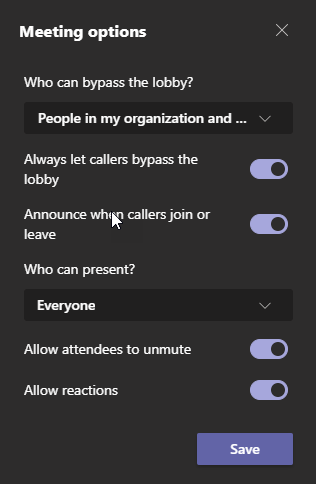 Meeting options
Who can bypass the lobby?
People in my organization and ...
Always let callers bypass the
lobby
Announce when callers join or
leave
Who can present?
Everyone
Allow attendees to unmute
Allow reactions
Save